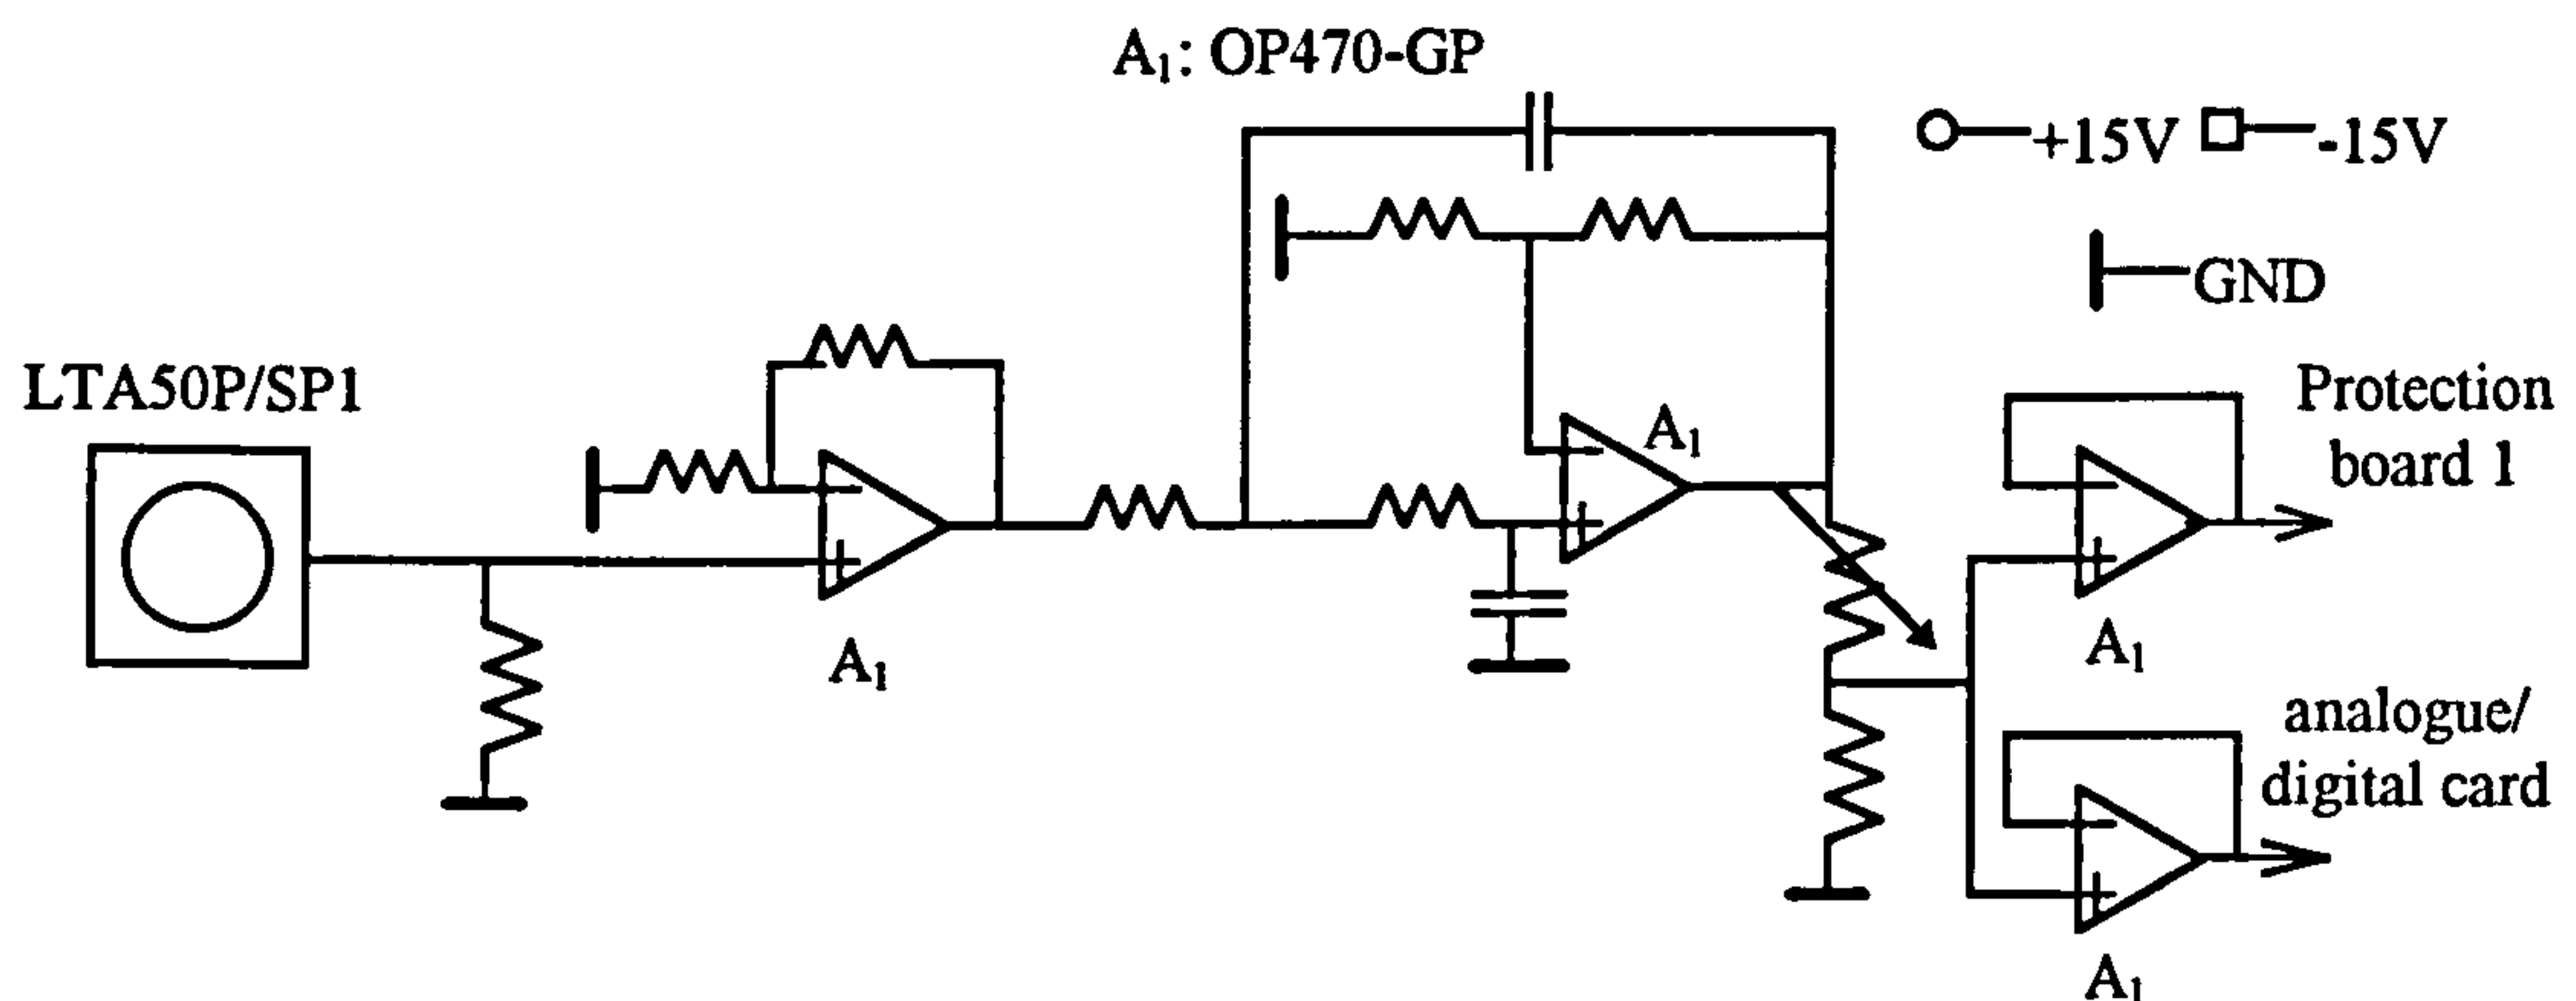 A₁: OP470-GP
+15V
-15V
GND
LTA50P/SP1
A₁
A₁
Protection
board 1
A₁
analogue/
digital card
A₁